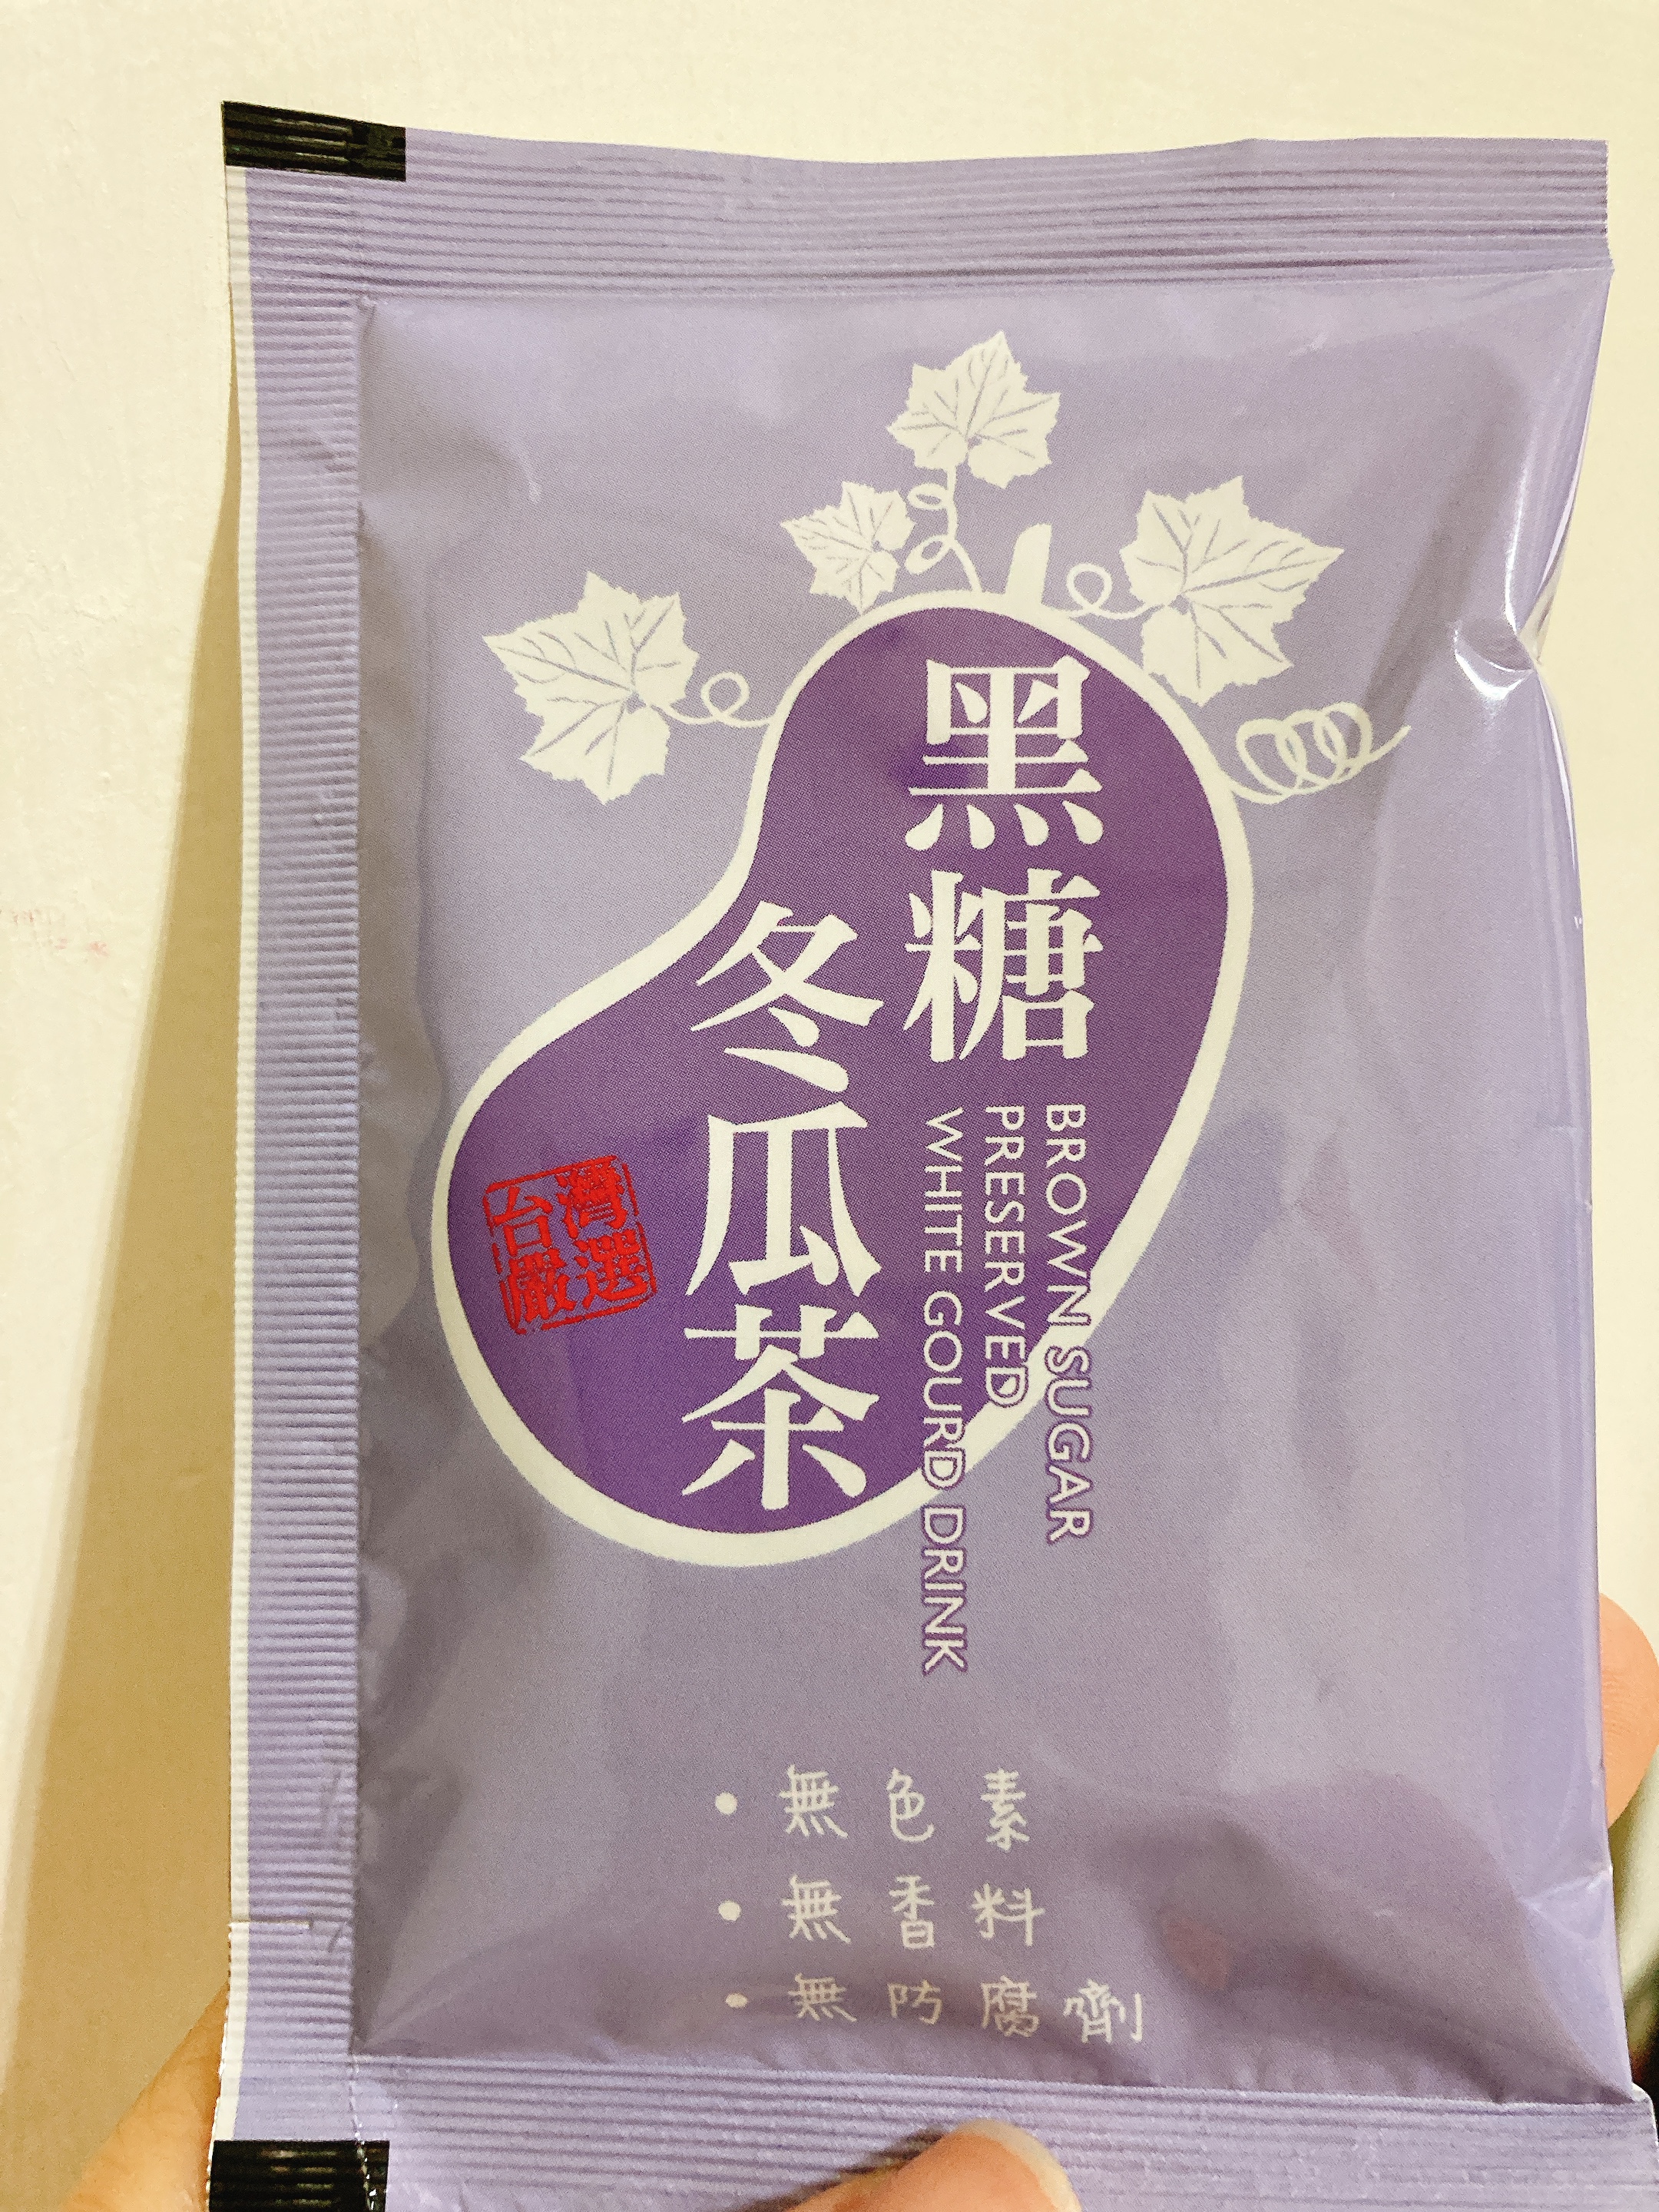 黑糖
冬瓜茶
BROWN SUGAR
PRESERVED
WHITE GOURD DRINK
台灣
嚴選
• 無色素
• 無香料
• 無防腐劑